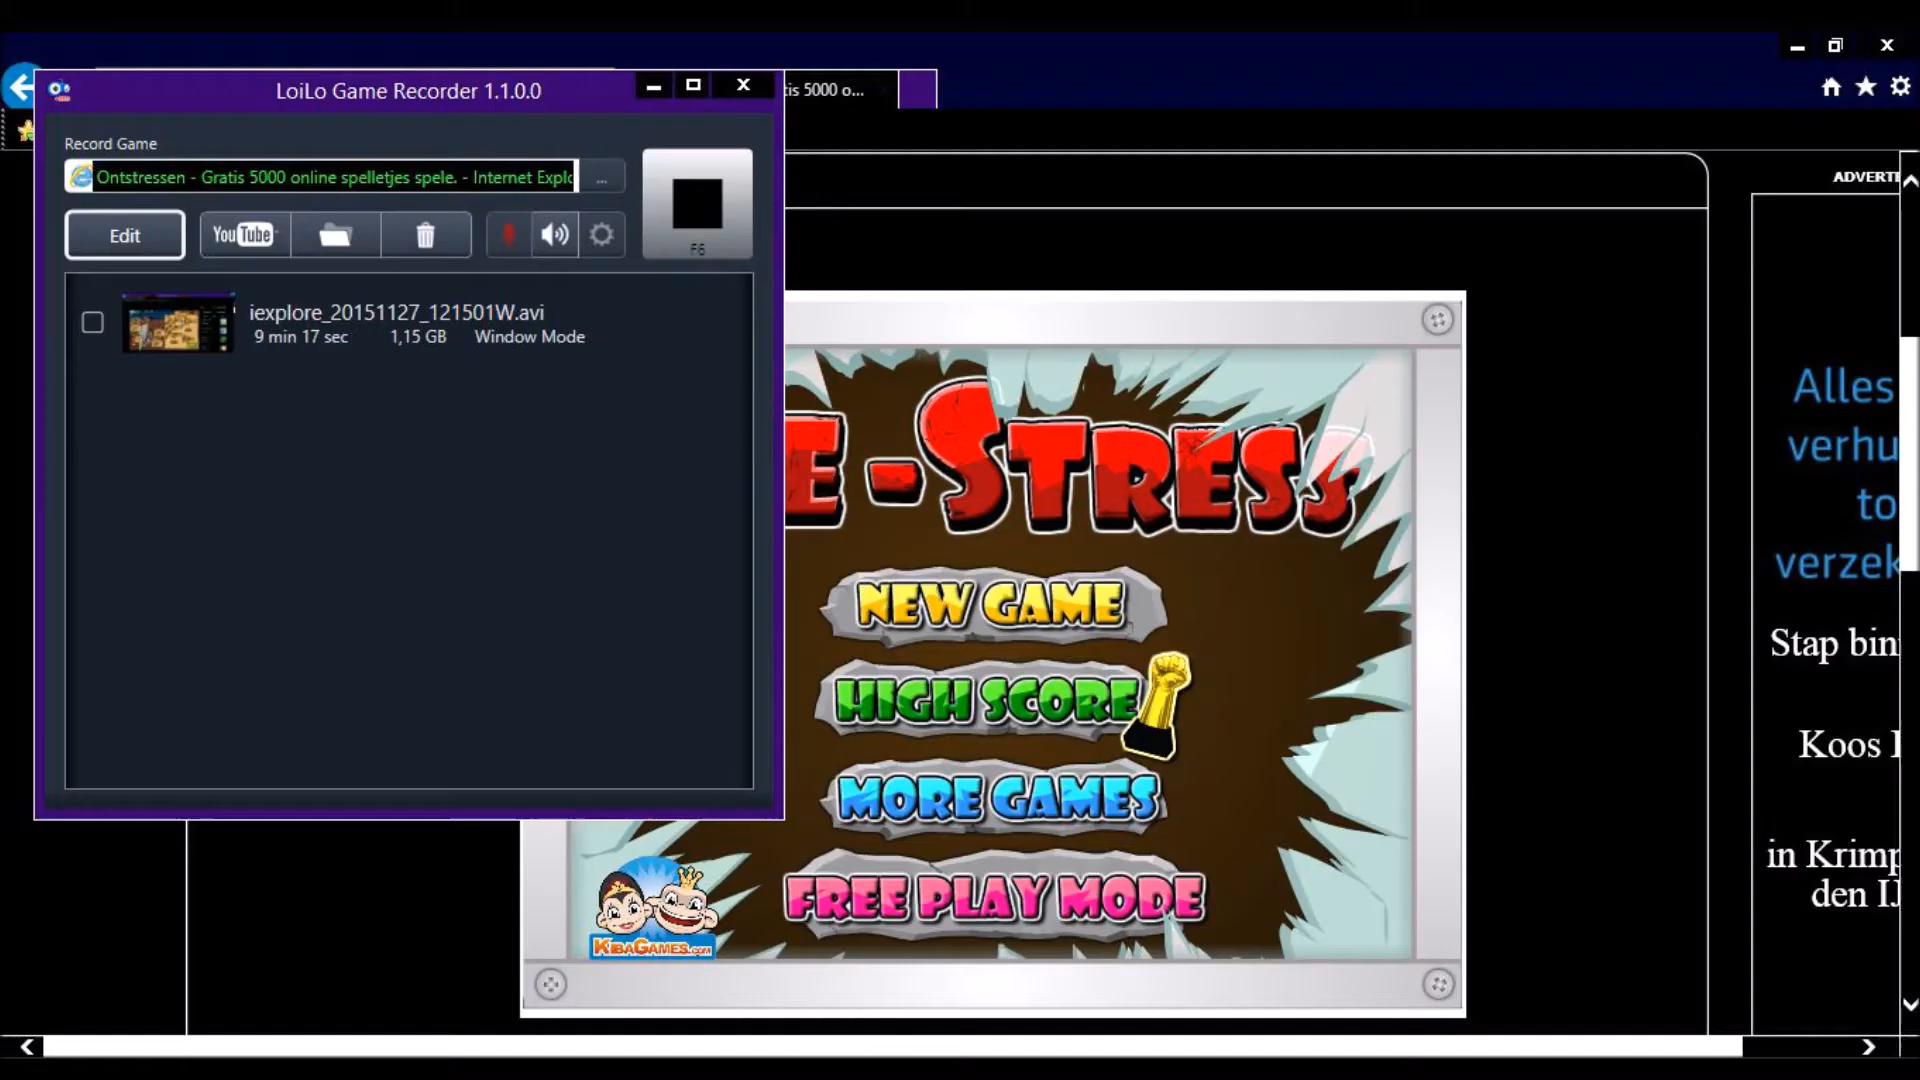 LoiLo Game Recorder 1.1.0.0
tis 5000 o...
Record Game
Ontstressen - Gratis 5000 online spelletjes spele. - Internet Explo
...
Edit
YouTube
F6
iexplore_20151127_121501W.avi
9 min 17 sec 1,15 GB Window Mode
ADVERT
E-STRESS
NEW GAME
HIGH SCORE
MORE GAMES
FREE PLAY MODE
KIBAGAMES.COM
Alles
verhu
to
verzek
Stap bin
Koos
in Krimp
den IJ